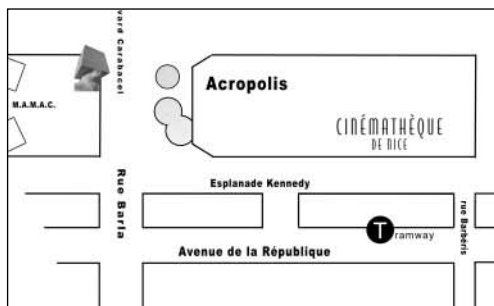 vard Carabacel
Acropolis
M.A.M.A.C.
CINÉMATHÈQUE
DE NICE
Esplanade Kennedy
Rue Barla
rue Barbéris
Tramway
Avenue de la République